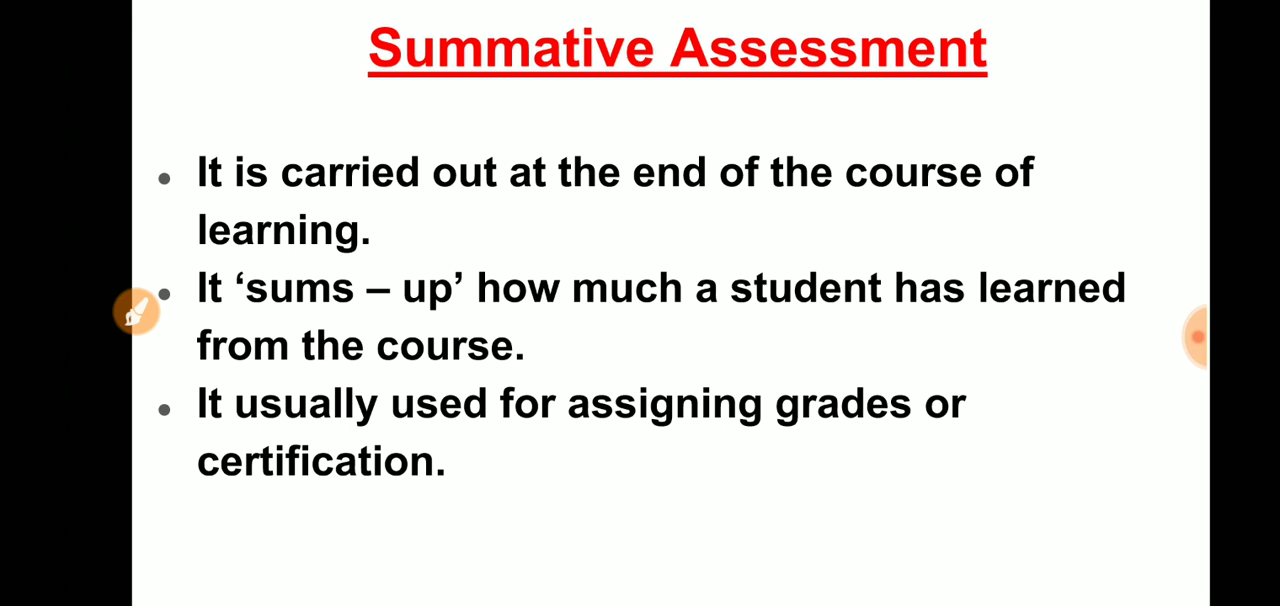 Summative Assessment
• It is carried out at the end of the course of
learning.
• It ‘sums – up’ how much a student has learned
from the course.
• It usually used for assigning grades or
certification.